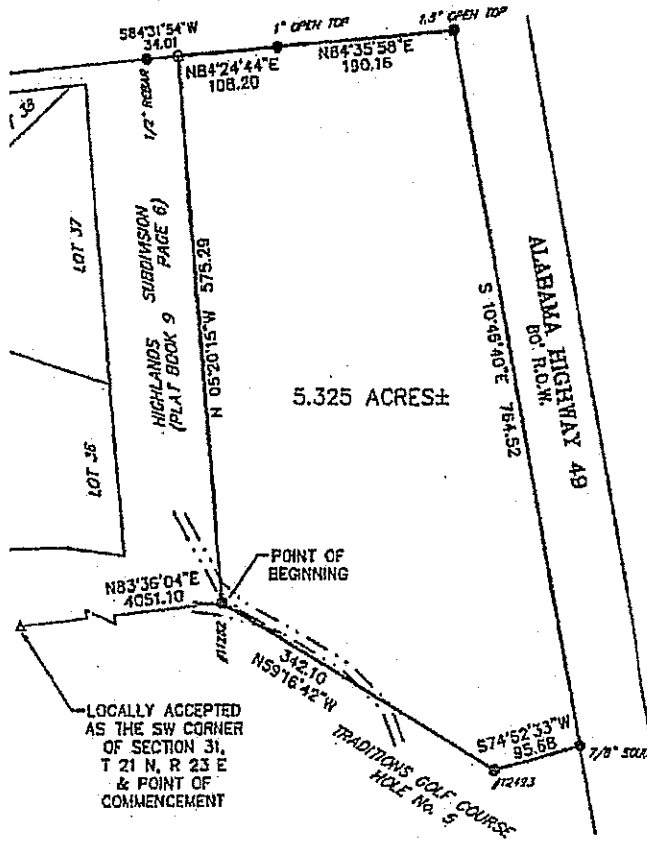 S84°31'54"W
34.01
1" OPEN TOP
1.5" OPEN TOP
N84°24'44"E
108.20
N84°35'58"E
190.16
1/2" REBAR
LOT 37
HIGHLANDS SUBDIVISION
(PLAT BOOK 9 PAGE 6)
N 05°20'15"W 575.29
S 10°46'40"E 764.52
ALABAMA HIGHWAY 49
80' R.O.W.
5.325 ACRES±
LOT 36
POINT OF
BEGINNING
N83°36'04"E
4051.10
342.10
N59°16'42"W
LOCALLY ACCEPTED
AS THE SW CORNER
OF SECTION 31,
T 21 N, R 23 E
& POINT OF
COMMENCEMENT
TRADITIONS GOLF COURSE
HOLE No. 5
S74°52'33"W
95.68
#12493
7/8"